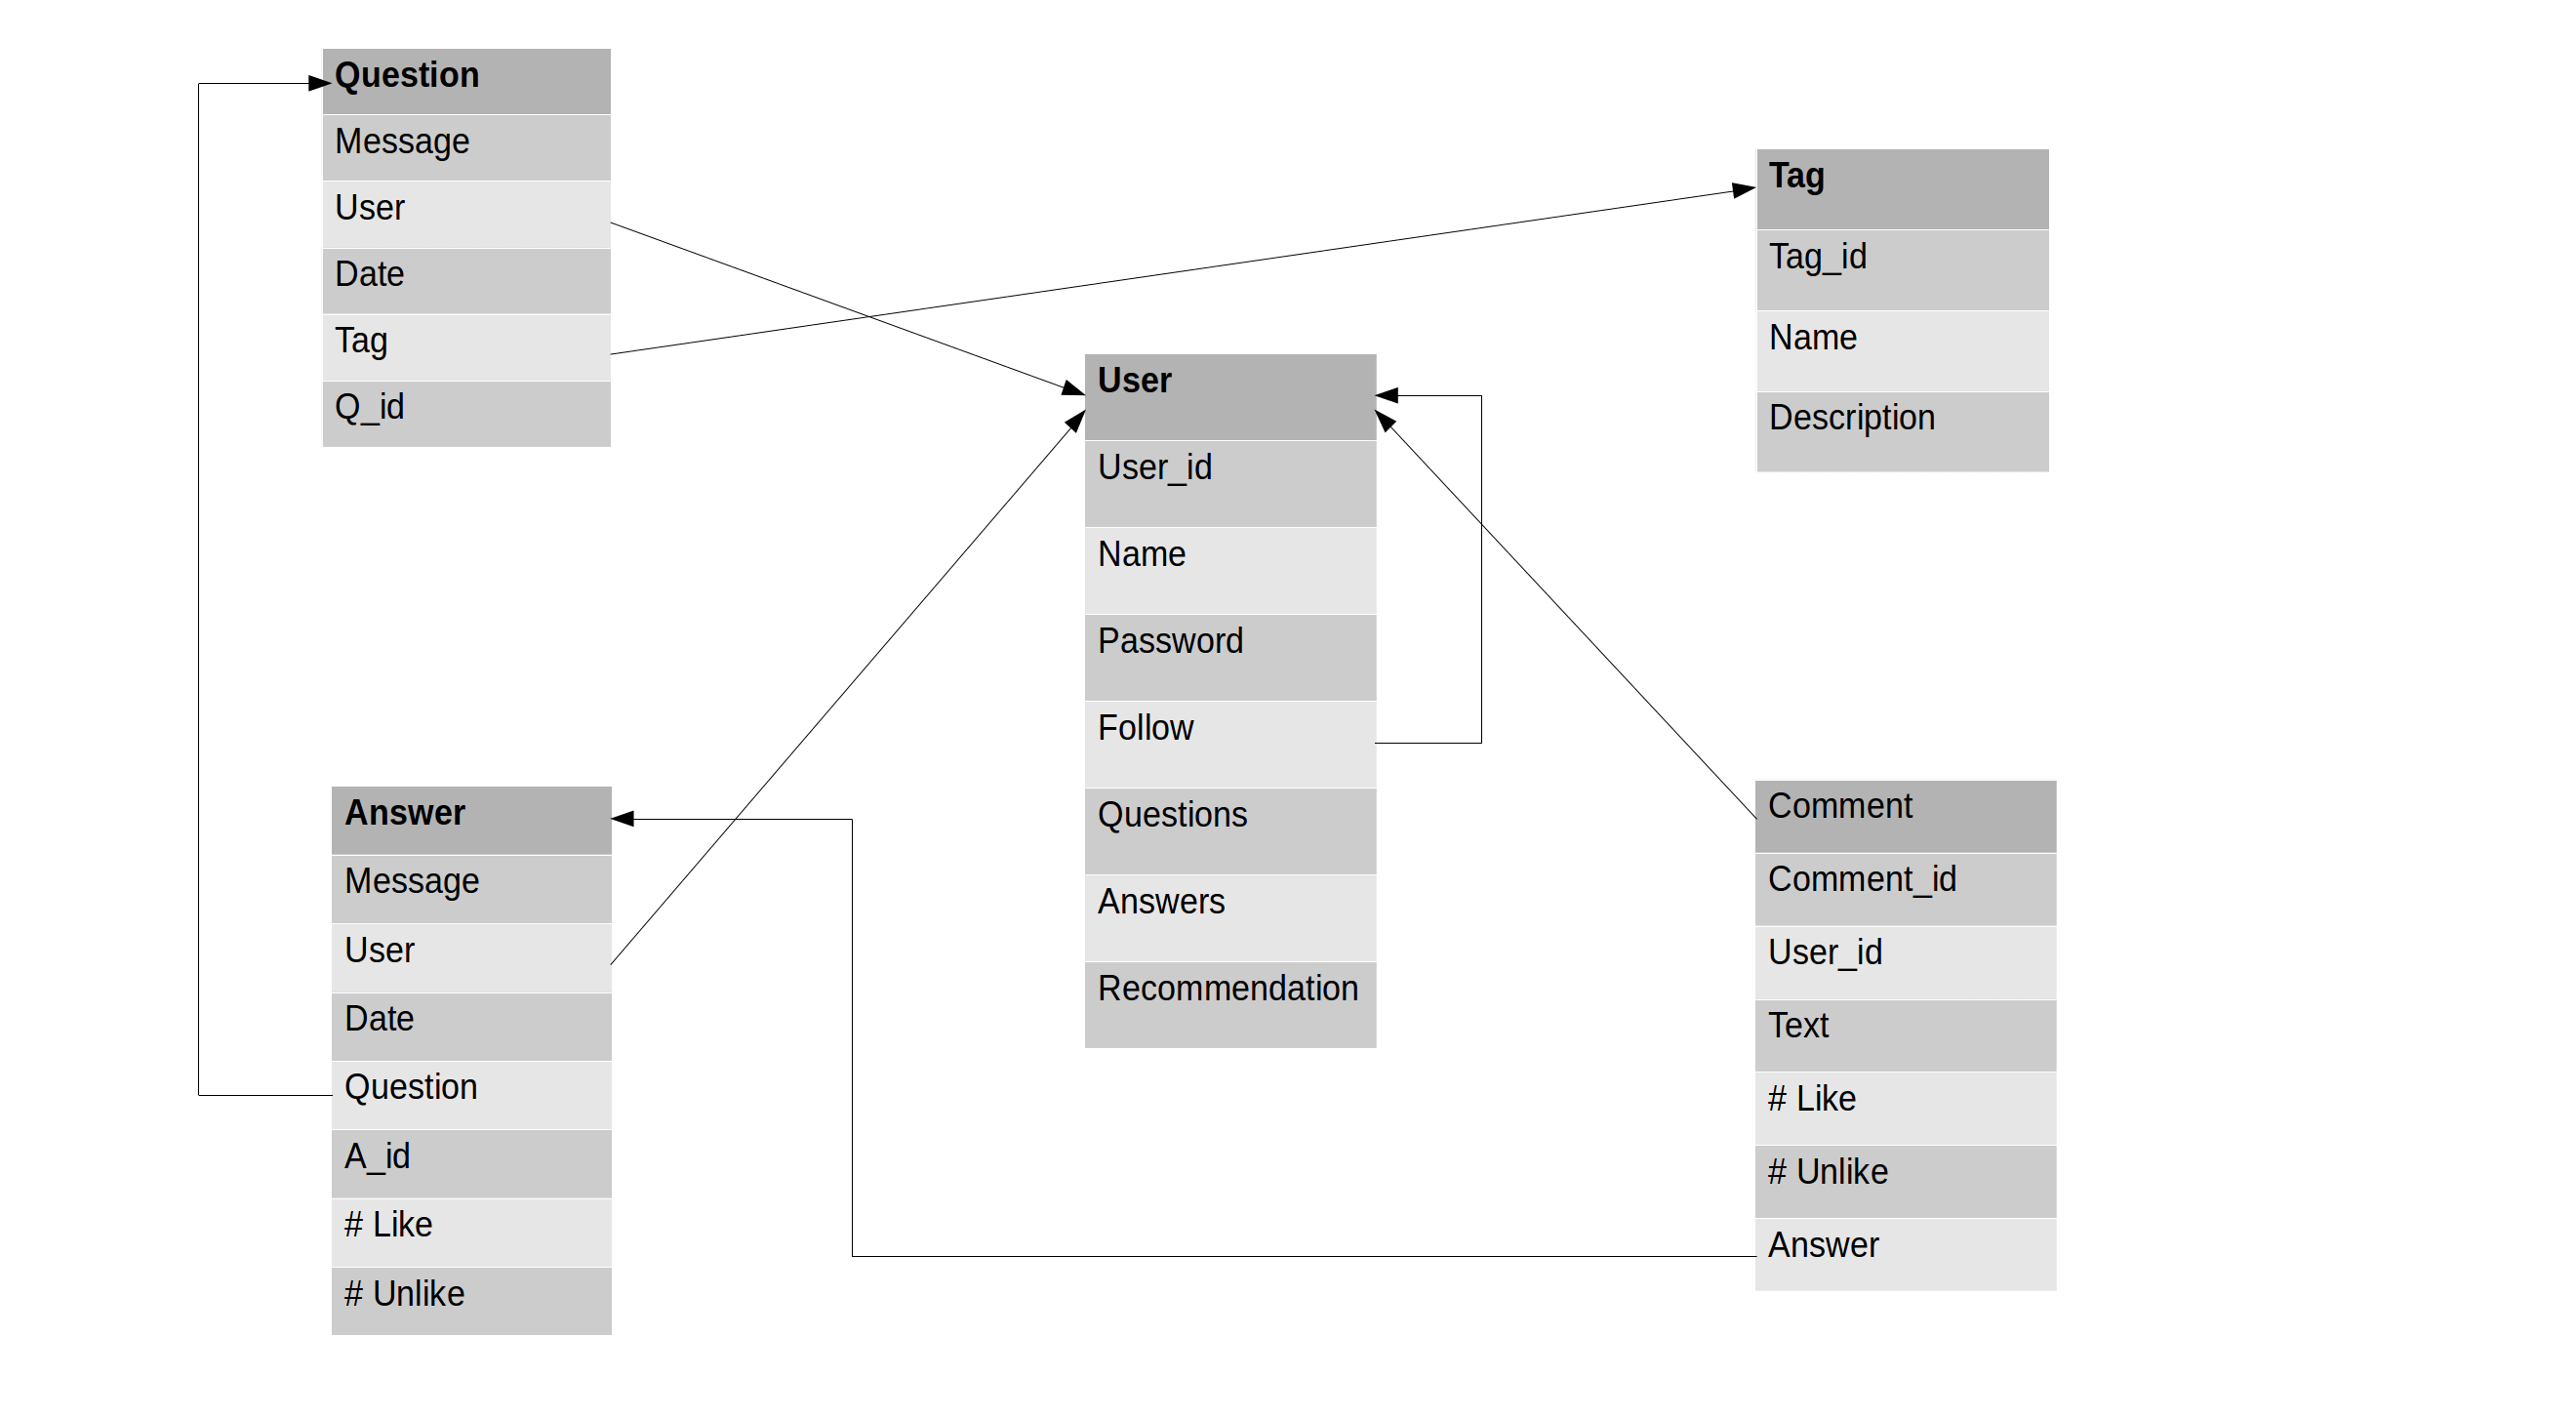 Question
Message
User
Date
Tag
Q_id
Tag
Tag_id
Name
Description
User
User_id
Name
Password
Follow
Questions
Answers
Recommendation
Answer
Message
User
Date
Question
A_id
# Like
# Unlike
Comment
Comment_id
User_id
Text
# Like
# Unlike
Answer